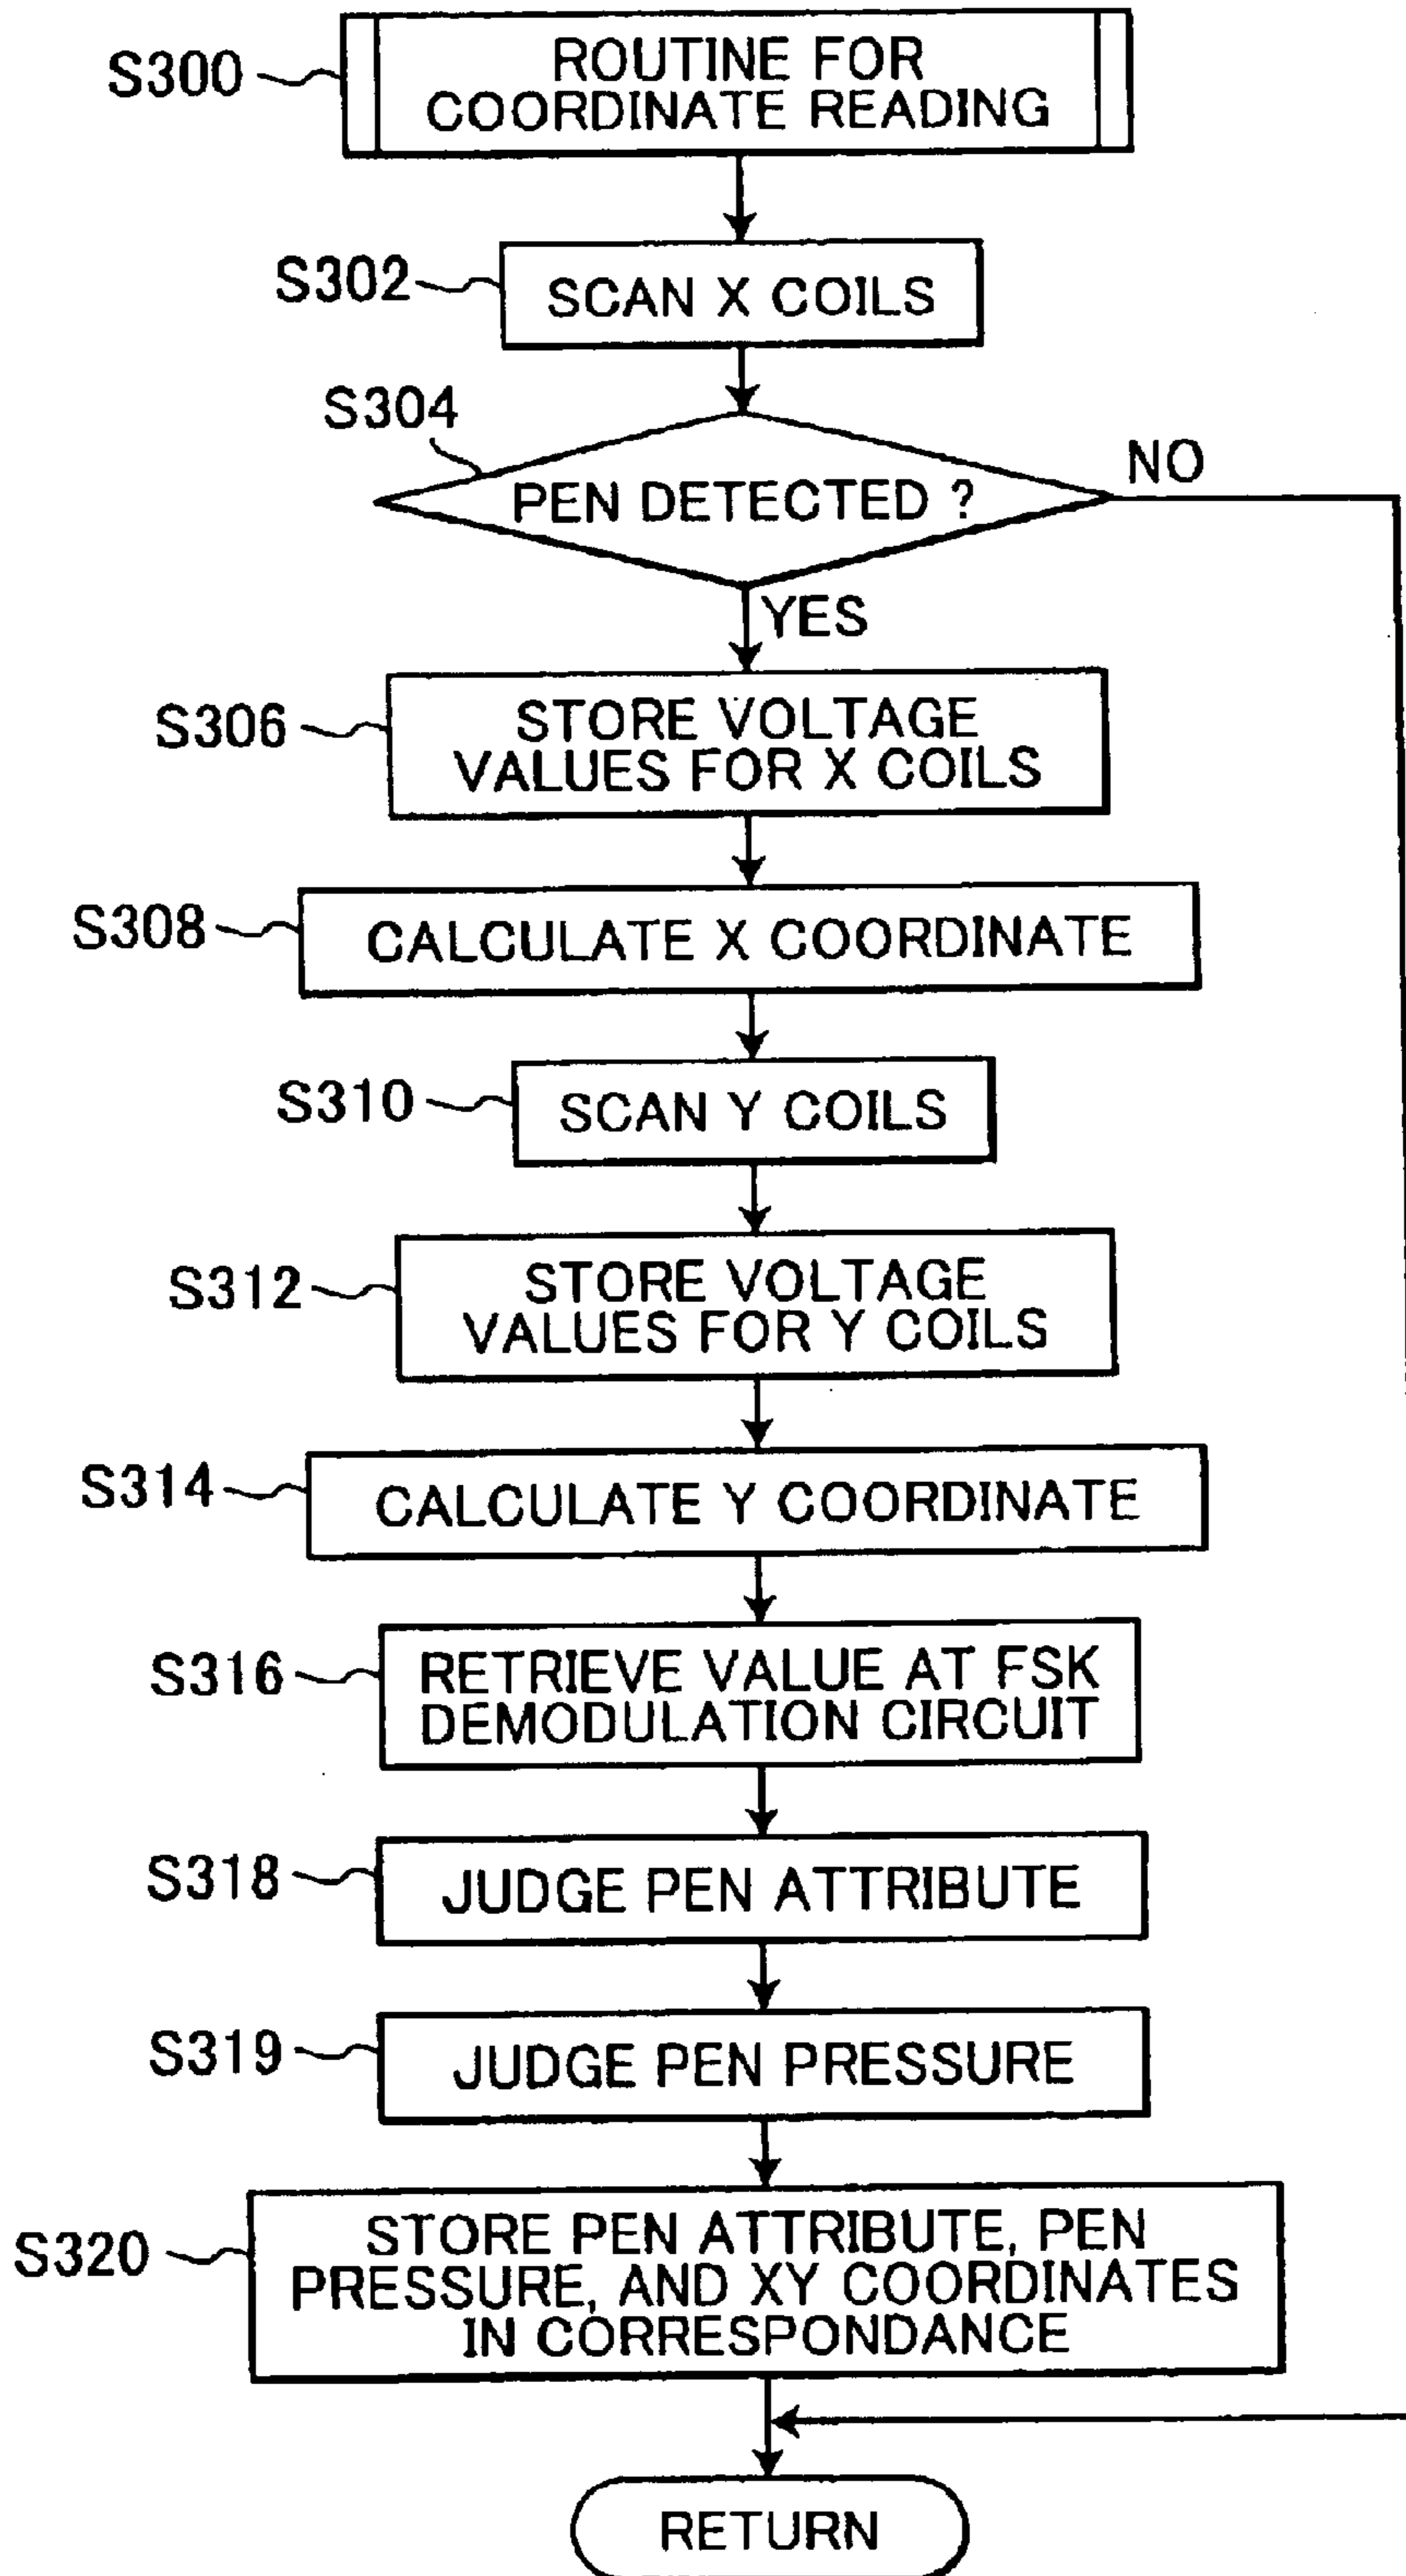 S300
ROUTINE FOR
COORDINATE READING
S302
SCAN X COILS
S304
PEN DETECTED ?
NO
YES
S306
STORE VOLTAGE
VALUES FOR X COILS
S308
CALCULATE X COORDINATE
S310
SCAN Y COILS
S312
STORE VOLTAGE
VALUES FOR Y COILS
S314
CALCULATE Y COORDINATE
S316
RETRIEVE VALUE AT FSK
DEMODULATION CIRCUIT
S318
JUDGE PEN ATTRIBUTE
S319
JUDGE PEN PRESSURE
S320
STORE PEN ATTRIBUTE, PEN
PRESSURE, AND XY COORDINATES
IN CORRESPONDANCE
RETURN